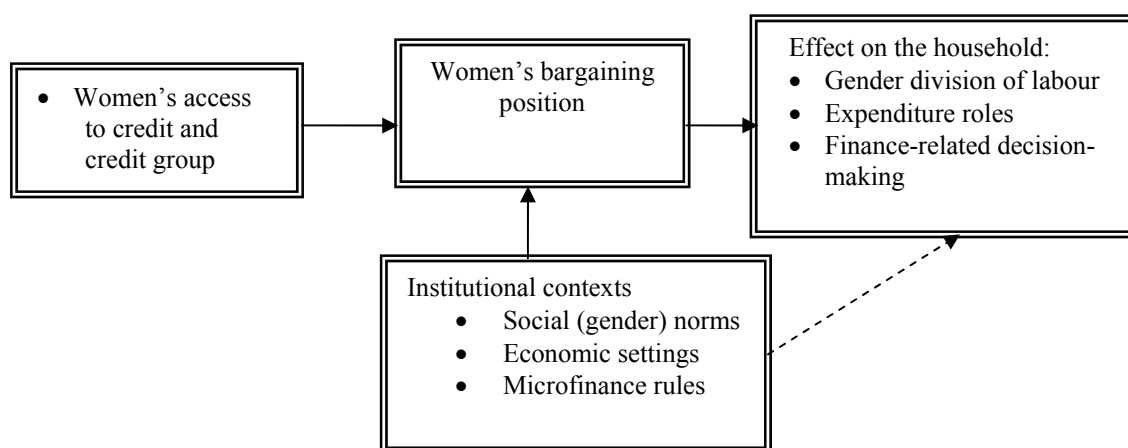 • Women's access
to credit and
credit group
Women's bargaining
position
Effect on the household:
• Gender division of labour
• Expenditure roles
• Finance-related decision-
making
Institutional contexts
• Social (gender) norms
• Economic settings
• Microfinance rules